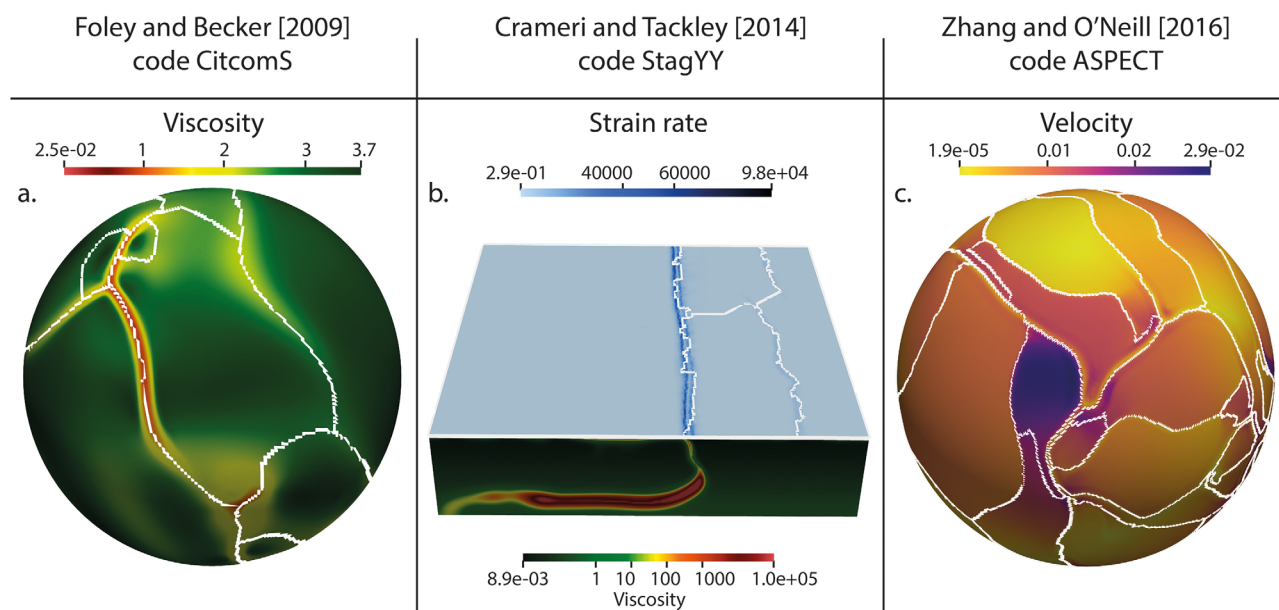 Foley and Becker [2009]
code CitcomS
Crameri and Tackley [2014]
code StagYY
Zhang and O'Neill [2016]
code ASPECT
Viscosity
2.5e-02 1 2 3 3.7
a.
Strain rate
2.9e-01 40000 60000 9.8e+04
b.
Velocity
1.9e-05 0.01 0.02 2.9e-02
c.
8.9e-03 1 10 100 1000 1.0e+05
Viscosity